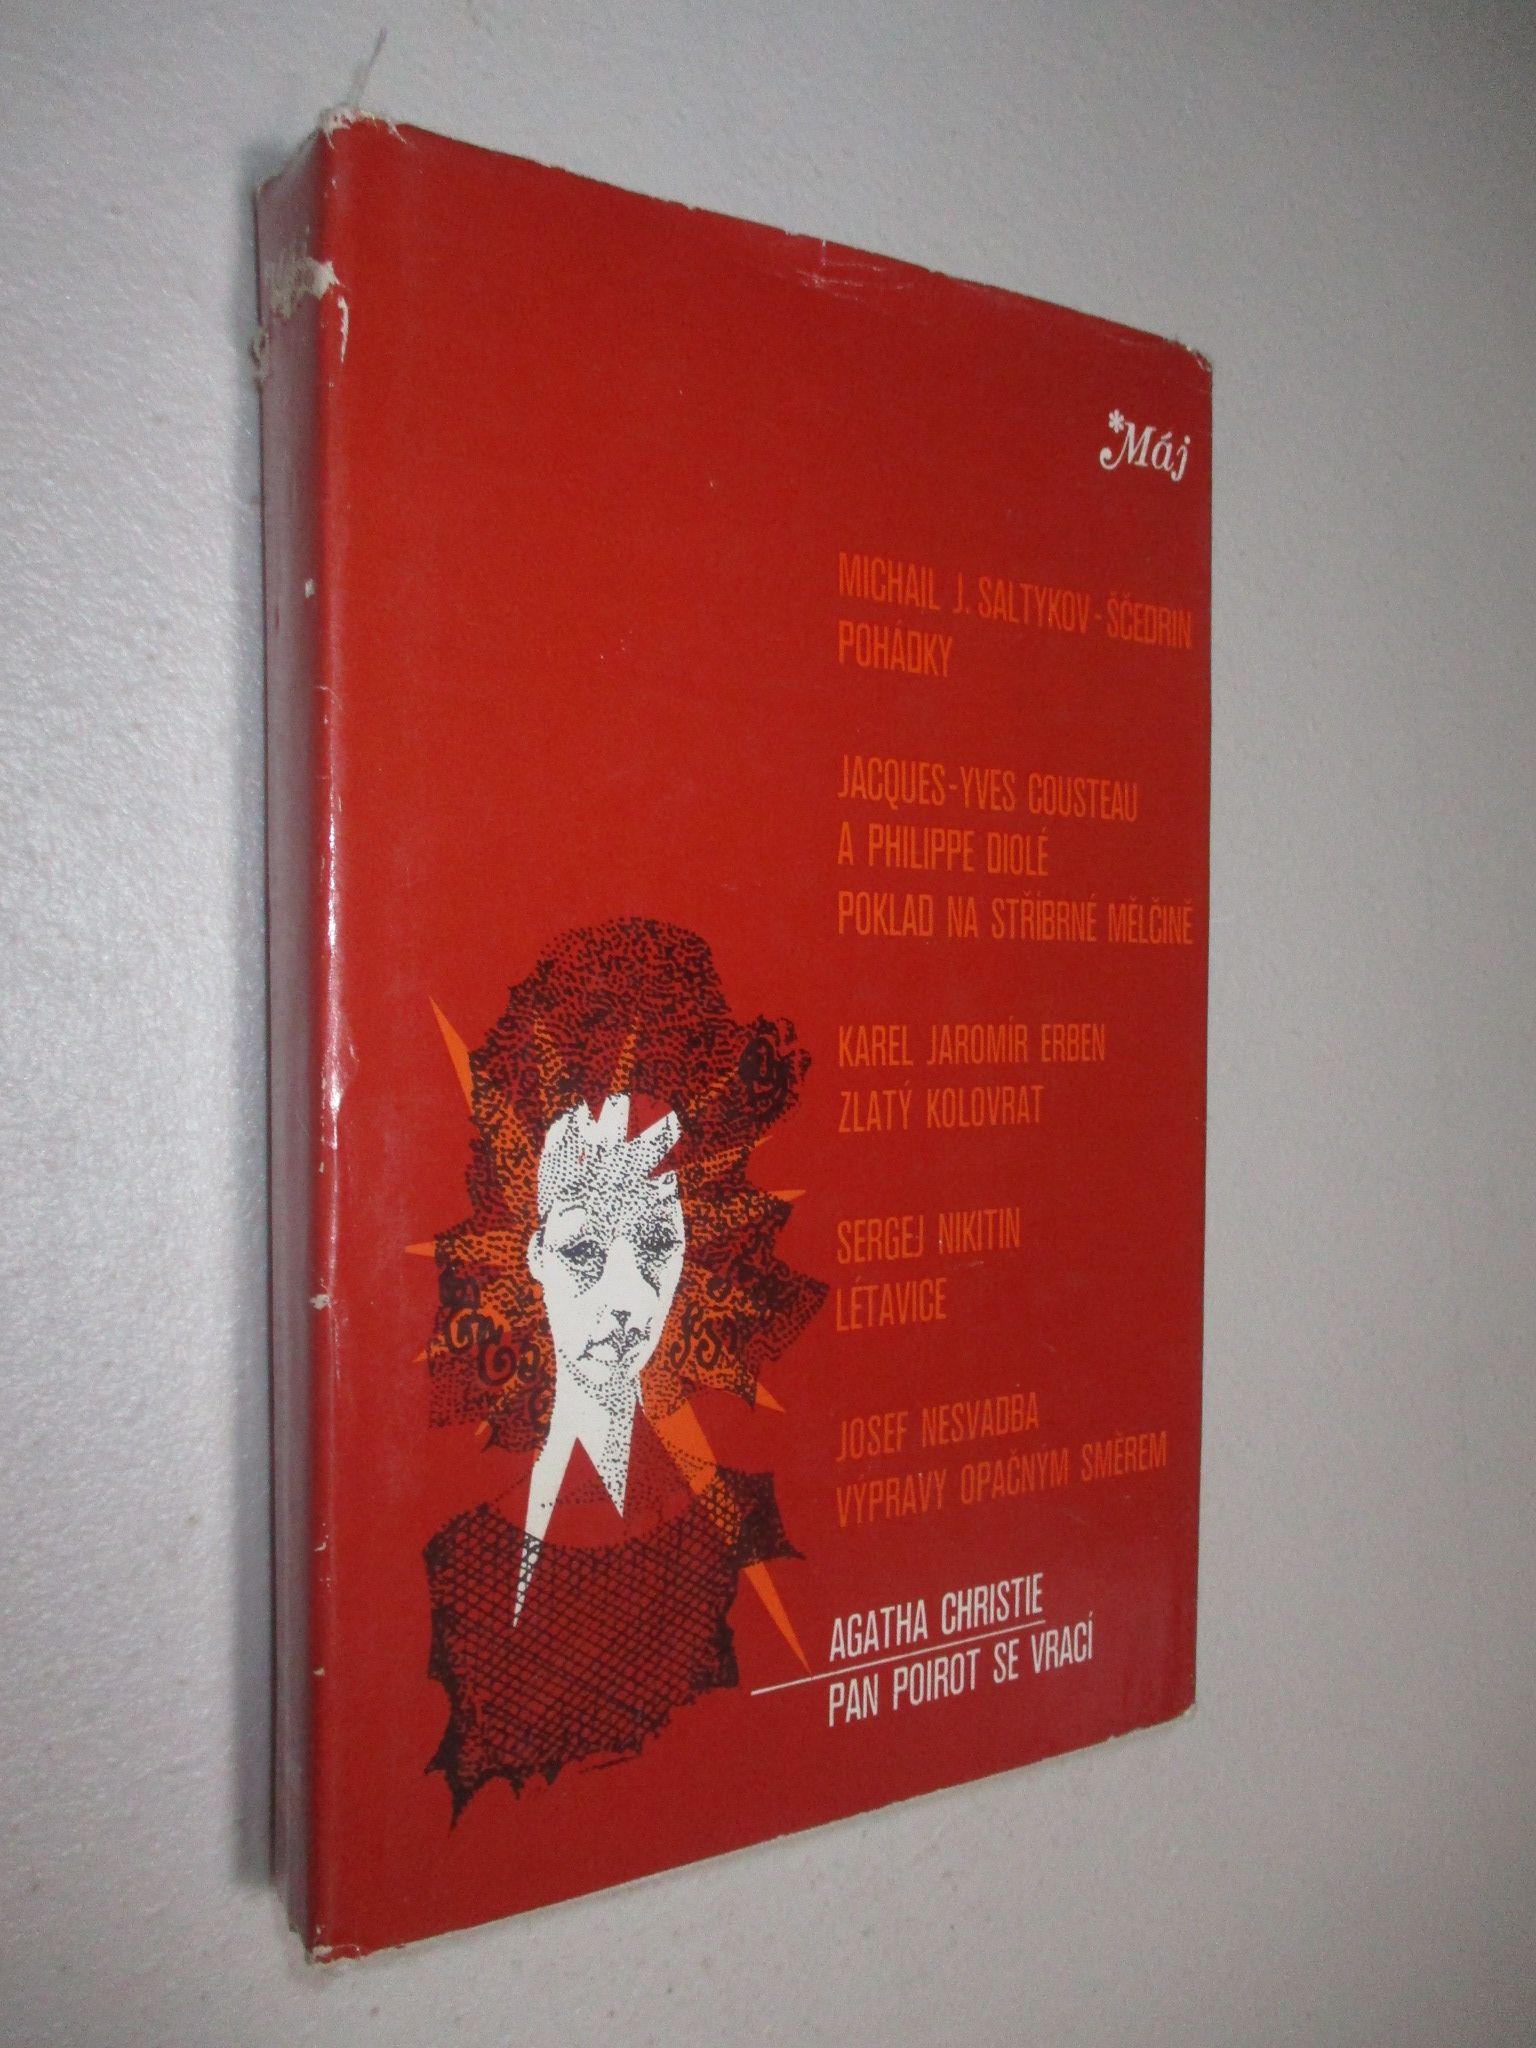 *Máj
MICHAIL J. SALTYKOV-ŠČEDRIN
POHÁDKY
JACQUES-YVES COUSTEAU
A PHILIPPE DIOLÉ
POKLAD NA STŘÍBRNÉ MĚLČINĚ
KAREL JAROMÍR ERBEN
ZLATÝ KOLOVRAT
SERGEJ NIKITIN
LÉTAVICE
JOSEF NESVADBA
VÝPRAVY OPAČNÝM SMĚREM
AGATHA CHRISTIE
PAN POIROT SE VRACÍ